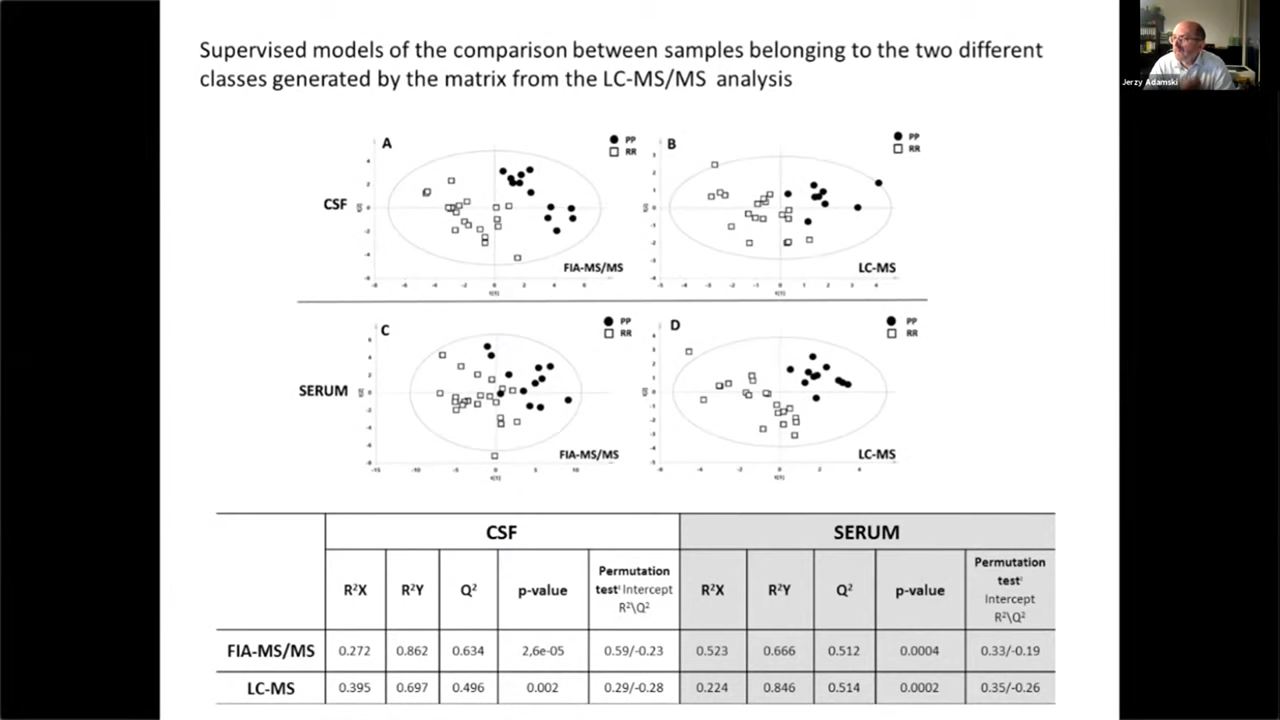 Supervised models of the comparison between samples belonging to the two different
classes generated by the matrix from the LC-MS/MS analysis
Jerzy Adamski
A
PP
RR
B
PP
RR
CSF
FIA-MS/MS
LC-MS
C
PP
RR
D
PP
RR
SERUM
FIA-MS/MS
LC-MS
CSF
SERUM
R²X
R²Y
Q²
p-value
Permutation
testⁱ Intercept
R²\Q²
R²X
R²Y
Q²
p-value
Permutation
testⁱ
Intercept
R²\Q²
FIA-MS/MS 0.272 0.862 0.634 2,6e-05 0.59/-0.23 0.523 0.666 0.512 0.0004 0.33/-0.19
LC-MS 0.395 0.697 0.496 0.002 0.29/-0.28 0.224 0.846 0.514 0.0002 0.35/-0.26